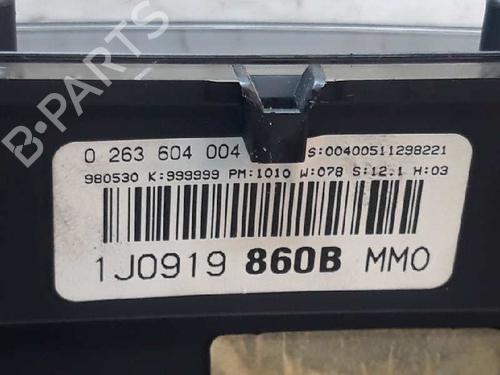 B-PARTS
0 263 604 004 S:00400511298221
980530 K:999999 PM:1010 W:078 S:12.1 H:03
1J0919 860B MMO